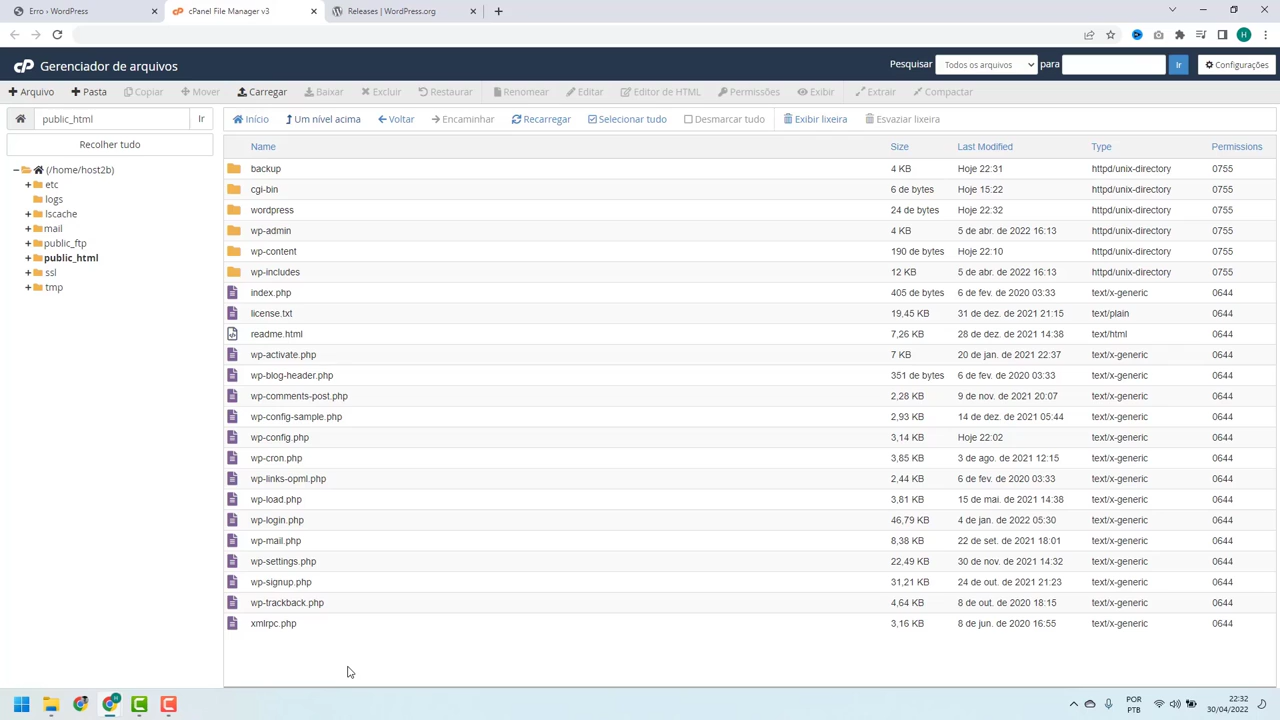 Erro › WordPress
cPanel File Manager v3
Releases | WordPress.org
H
cP Gerenciador de arquivos
Pesquisar Todos os arquivos para Ir Configurações
Arquivo Pasta Copiar Mover Carregar Baixar Excluir Restaurar Renomear Editar Editor de HTML Permissões Exibir Extrair Compactar
public_html Ir
Início Um nível acima Voltar Encaminhar Recarregar Selecionar tudo Desmarcar tudo Exibir lixeira Esvaziar lixeira
Recolher tudo
(/home/host2b)
etc
logs
lscache
mail
public_ftp
public_html
ssl
tmp
Name Size Last Modified Type Permissions
backup 4 KB Hoje 22:31 httpd/unix-directory 0755
cgi-bin 6 de bytes Hoje 15:22 httpd/unix-directory 0755
wordpress 24 de bytes Hoje 22:32 httpd/unix-directory 0755
wp-admin 4 KB 5 de abr. de 2022 16:13 httpd/unix-directory 0755
wp-content 190 de bytes Hoje 22:10 httpd/unix-directory 0755
wp-includes 12 KB 5 de abr. de 2022 16:13 httpd/unix-directory 0755
index.php 405 de bytes 6 de fev. de 2020 03:33 text/x-generic 0644
license.txt 19,45 KB 31 de dez. de 2021 21:15 text/plain 0644
readme.html 7,26 KB 28 de dez. de 2021 14:38 text/html 0644
wp-activate.php 7 KB 20 de jan. de 2021 22:37 text/x-generic 0644
wp-blog-header.php 351 de bytes 6 de fev. de 2020 03:33 text/x-generic 0644
wp-comments-post.php 2,28 KB 9 de nov. de 2021 20:07 text/x-generic 0644
wp-config-sample.php 2,93 KB 14 de dez. de 2021 05:44 text/x-generic 0644
wp-config.php 3,14 KB Hoje 22:02 text/x-generic 0644
wp-cron.php 3,85 KB 3 de ago. de 2021 12:15 text/x-generic 0644
wp-links-opml.php 2,44 KB 6 de fev. de 2020 03:33 text/x-generic 0644
wp-load.php 3,81 KB 15 de mai. de 2021 14:38 text/x-generic 0644
wp-login.php 46,79 KB 4 de jan. de 2022 05:30 text/x-generic 0644
wp-mail.php 8,38 KB 22 de set. de 2021 18:01 text/x-generic 0644
wp-settings.php 22,49 KB 30 de nov. de 2021 14:32 text/x-generic 0644
wp-signup.php 31,21 KB 24 de out. de 2021 21:23 text/x-generic 0644
wp-trackback.php 4,64 KB 8 de out. de 2020 18:15 text/x-generic 0644
xmlrpc.php 3,16 KB 8 de jun. de 2020 16:55 text/x-generic 0644
H
POR
PTB
22:32
30/04/2022